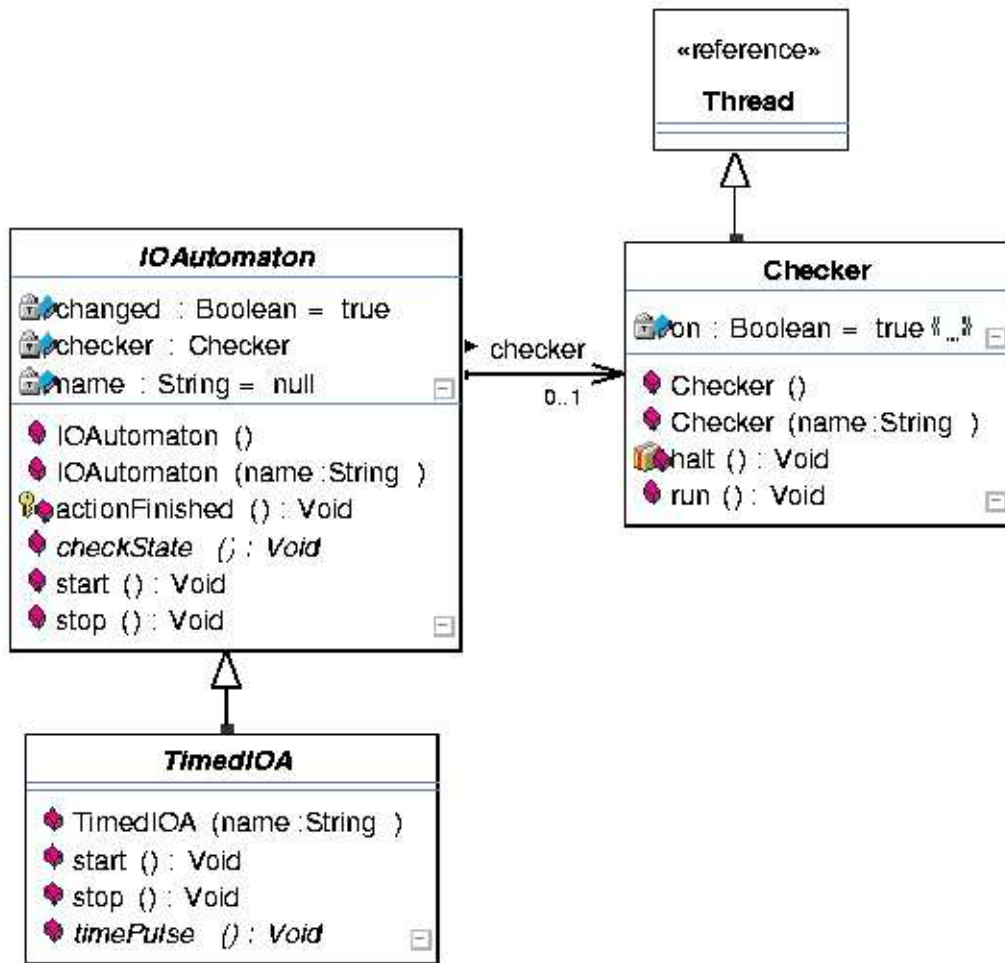 «reference»
Thread
IOAutomaton
changed : Boolean = true
checker : Checker
name : String = null
IOAutomaton ()
IOAutomaton (name :String )
actionFinished () : Void
checkState () : Void
start () : Void
stop () : Void
checker
0..1
Checker
on : Boolean = true «...»
Checker ()
Checker (name :String )
halt () : Void
run () : Void
TimedIOA
TimedIOA (name :String )
start () : Void
stop () : Void
timePulse () : Void